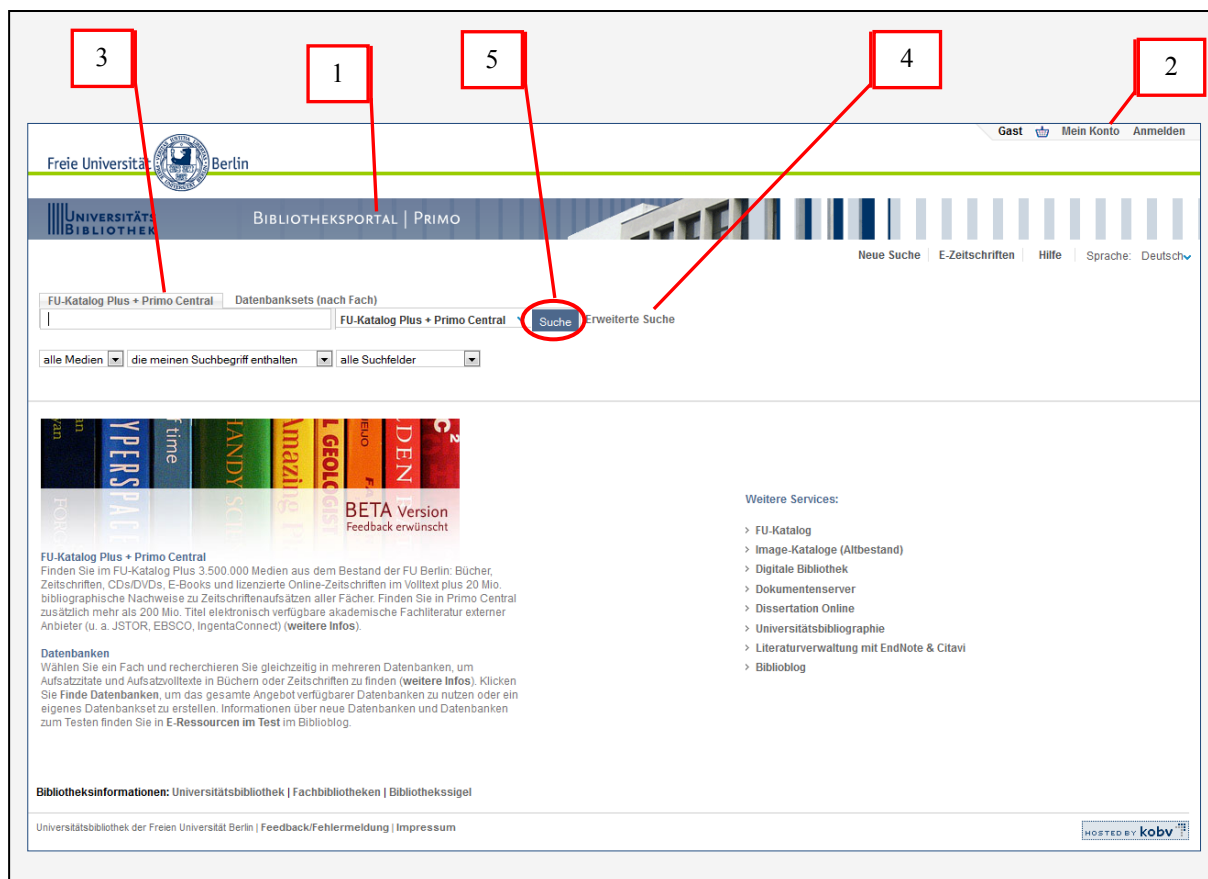 3
1
5
4
2
Gast Mein Konto Anmelden
Freie Universität Berlin
UNIVERSITÄTS
BIBLIOTHEK
BIBLIOTHEKSPORTAL | PRIMO
Neue Suche E-Zeitschriften Hilfe Sprache: Deutsch
FU-Katalog Plus + Primo Central Datenbanksets (nach Fach)
FU-Katalog Plus + Primo Central Suche Erweiterte Suche
alle Medien die meinen Suchbegriff enthalten alle Suchfelder
YPERSPACE
f time
HANDY SCI
Amazing
L GEOLOGIST
EIJO
LDEN
BETA Version
Feedback erwünscht
FU-Katalog Plus + Primo Central
Finden Sie im FU-Katalog Plus 3.500.000 Medien aus dem Bestand der FU Berlin: Bücher,
Zeitschriften, CDs/DVDs, E-Books und lizenzierte Online-Zeitschriften im Volltext plus 20 Mio.
bibliographische Nachweise zu Zeitschriftenaufsätzen aller Fächer. Finden Sie in Primo Central
zusätzlich mehr als 200 Mio. Titel elektronisch verfügbare akademische Fachliteratur externer
Anbieter (u. a. JSTOR, EBSCO, IngentaConnect) (weitere Infos).
Datenbanken
Wählen Sie ein Fach und recherchieren Sie gleichzeitig in mehreren Datenbanken, um
Aufsatzzitate und Aufsatzvolltexte in Büchern oder Zeitschriften zu finden (weitere Infos). Klicken
Sie Finde Datenbanken, um das gesamte Angebot verfügbarer Datenbanken zu nutzen oder ein
eigenes Datenbankset zu erstellen. Informationen über neue Datenbanken und Datenbanken
zum Testen finden Sie in E-Ressourcen im Test im Biblioblog.
Weitere Services:
> FU-Katalog
> Image-Kataloge (Altbestand)
> Digitale Bibliothek
> Dokumentenserver
> Dissertation Online
> Universitätsbibliographie
> Literaturverwaltung mit EndNote & Citavi
> Biblioblog
Bibliotheksinformationen: Universitätsbibliothek | Fachbibliotheken | Bibliothekssigel
Universitätsbibliothek der Freien Universität Berlin | Feedback/Fehlermeldung | Impressum
HOSTED BY kobv